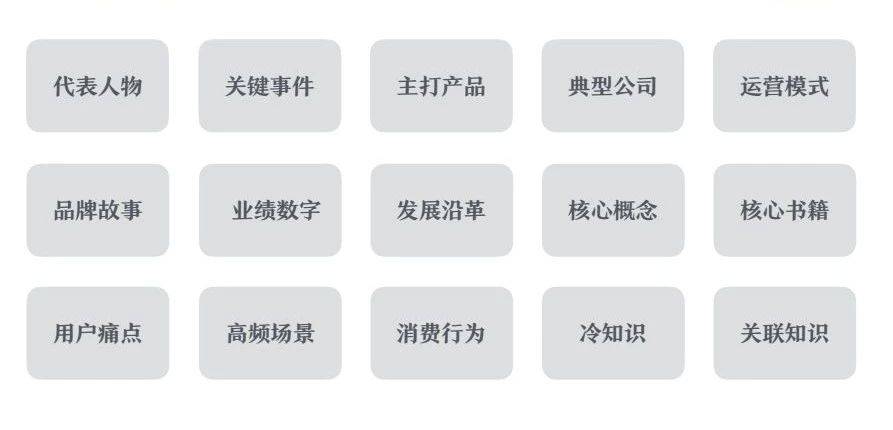 代表人物 关键事件 主打产品 典型公司 运营模式
品牌故事 业绩数字 发展沿革 核心概念 核心书籍
用户痛点 高频场景 消费行为 冷知识 关联知识